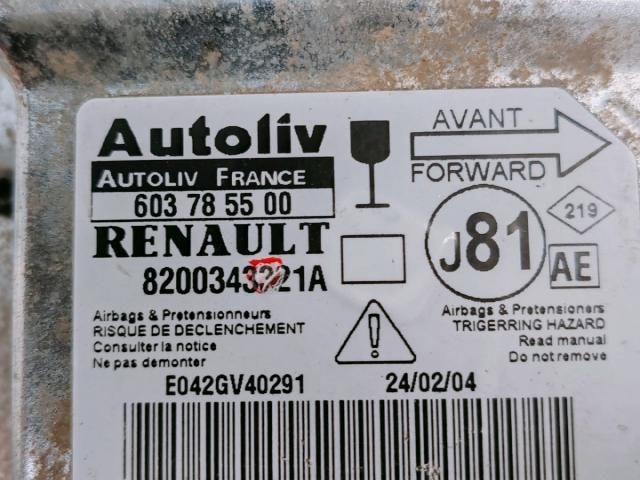 Autoliv
AUTOLIV FRANCE
603 78 55 00
RENAULT
AVANT
FORWARD
J81
219
AE
Airbags & Pretensionneurs
RISQUE DE DECLENCHEMENT
Consulter la notice
Ne pas demonter
!
Airbags & Pretensioners
TRIGERRING HAZARD
Read manual
Do not remove
E042GV40291 24/02/04